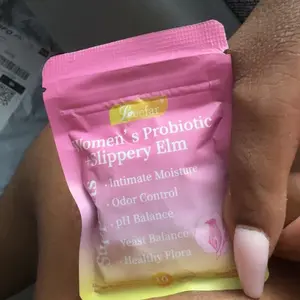 Women's Probiotic
Slippery Elm
· Intimate Moisture
· Odor Control
· pH Balance
· Yeast Balance
· Healthy Flora